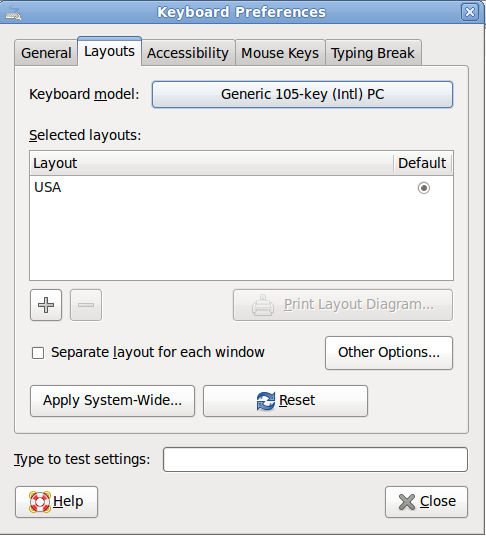 Keyboard Preferences
General Layouts Accessibility Mouse Keys Typing Break
Keyboard model: Generic 105-key (Intl) PC
Selected layouts:
Layout Default
USA
Print Layout Diagram...
Separate layout for each window Other Options...
Apply System-Wide... Reset
Type to test settings:
Help Close